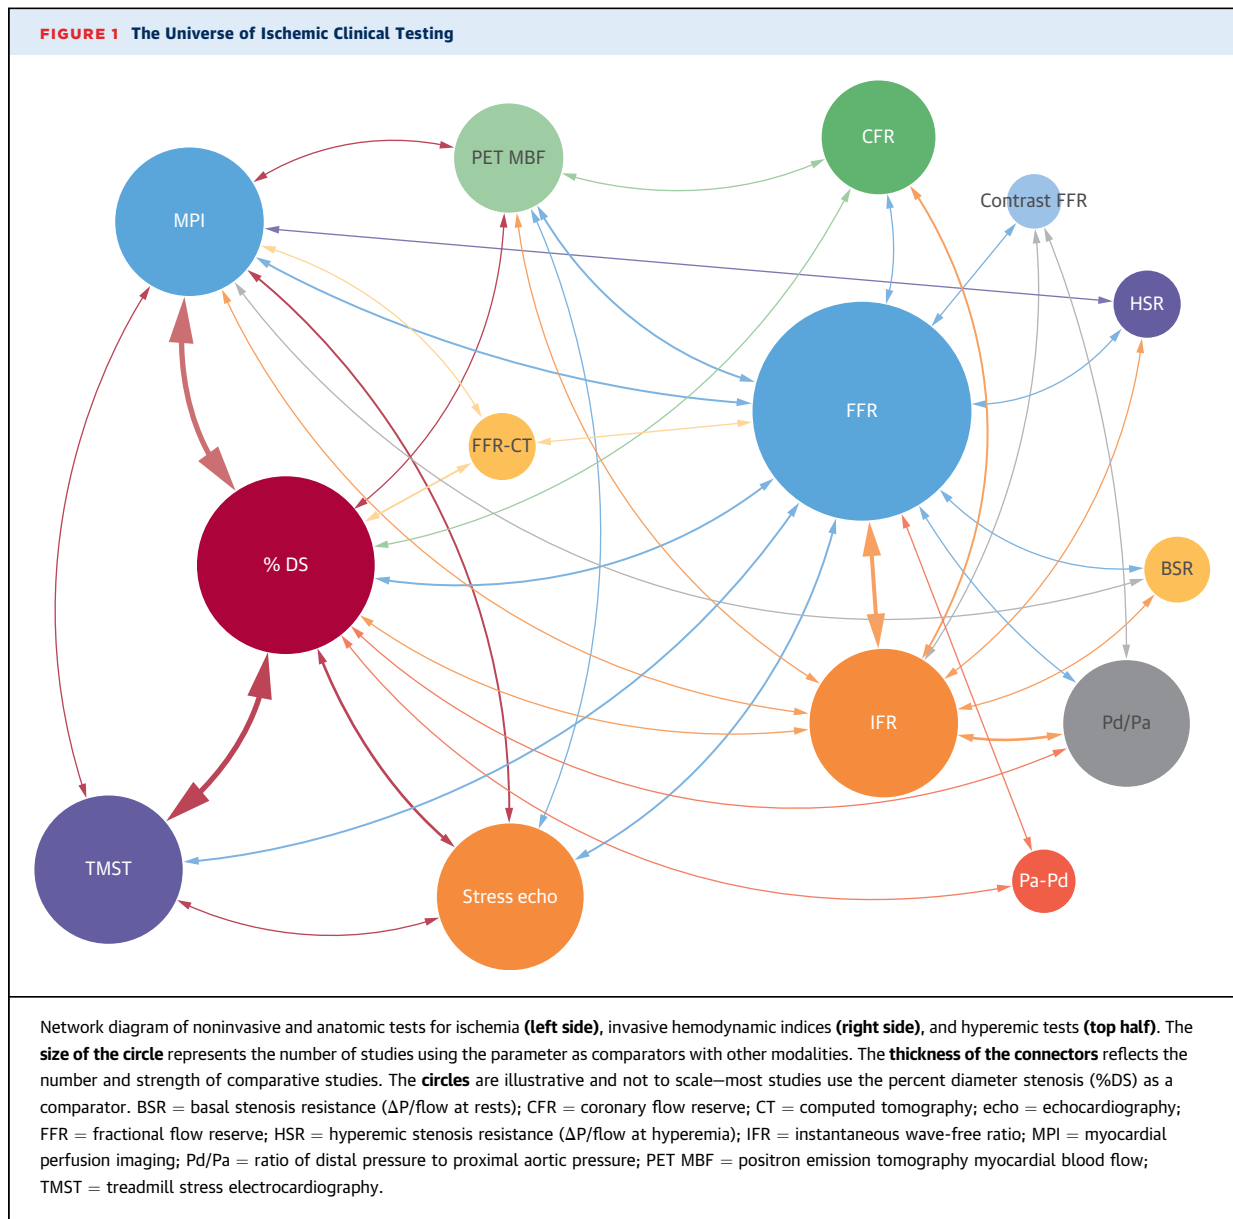 FIGURE 1 The Universe of Ischemic Clinical Testing
CFR
PET MBF
Contrast FFR
MPI
HSR
FFR
FFR-CT
% DS
BSR
IFR
Pd/Pa
TMST
Pa-Pd
Stress echo
Network diagram of noninvasive and anatomic tests for ischemia (left side), invasive hemodynamic indices (right side), and hyperemic tests (top half). The
size of the circle represents the number of studies using the parameter as comparators with other modalities. The thickness of the connectors reflects the
number and strength of comparative studies. The circles are illustrative and not to scale—most studies use the percent diameter stenosis (%DS) as a
comparator. BSR = basal stenosis resistance (ΔP/flow at rests); CFR = coronary flow reserve; CT = computed tomography; echo = echocardiography;
FFR = fractional flow reserve; HSR = hyperemic stenosis resistance (ΔP/flow at hyperemia); IFR = instantaneous wave-free ratio; MPI = myocardial
perfusion imaging; Pd/Pa = ratio of distal pressure to proximal aortic pressure; PET MBF = positron emission tomography myocardial blood flow;
TMST = treadmill stress electrocardiography.